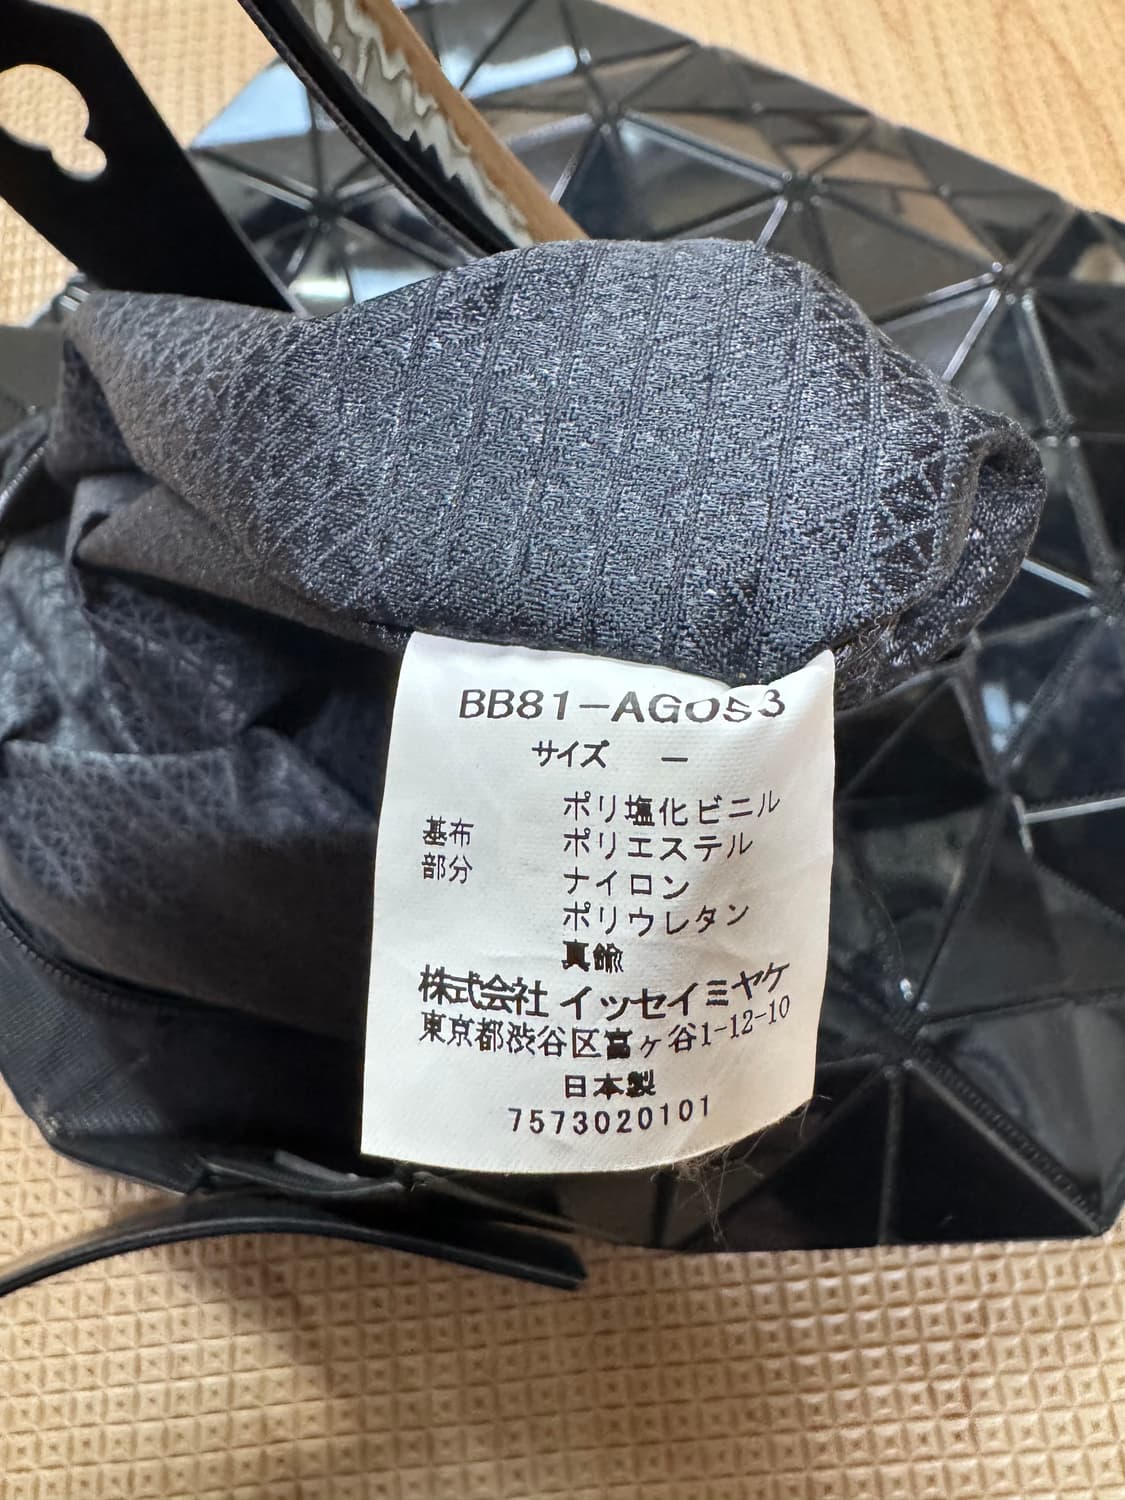 BB81-AG053
サイズ －
ポリ塩化ビニル
基布 ポリエステル
部分 ナイロン
ポリウレタン
真鍮
株式会社 イッセイミヤケ
東京都渋谷区富ヶ谷1-12-10
日本製
7573020101